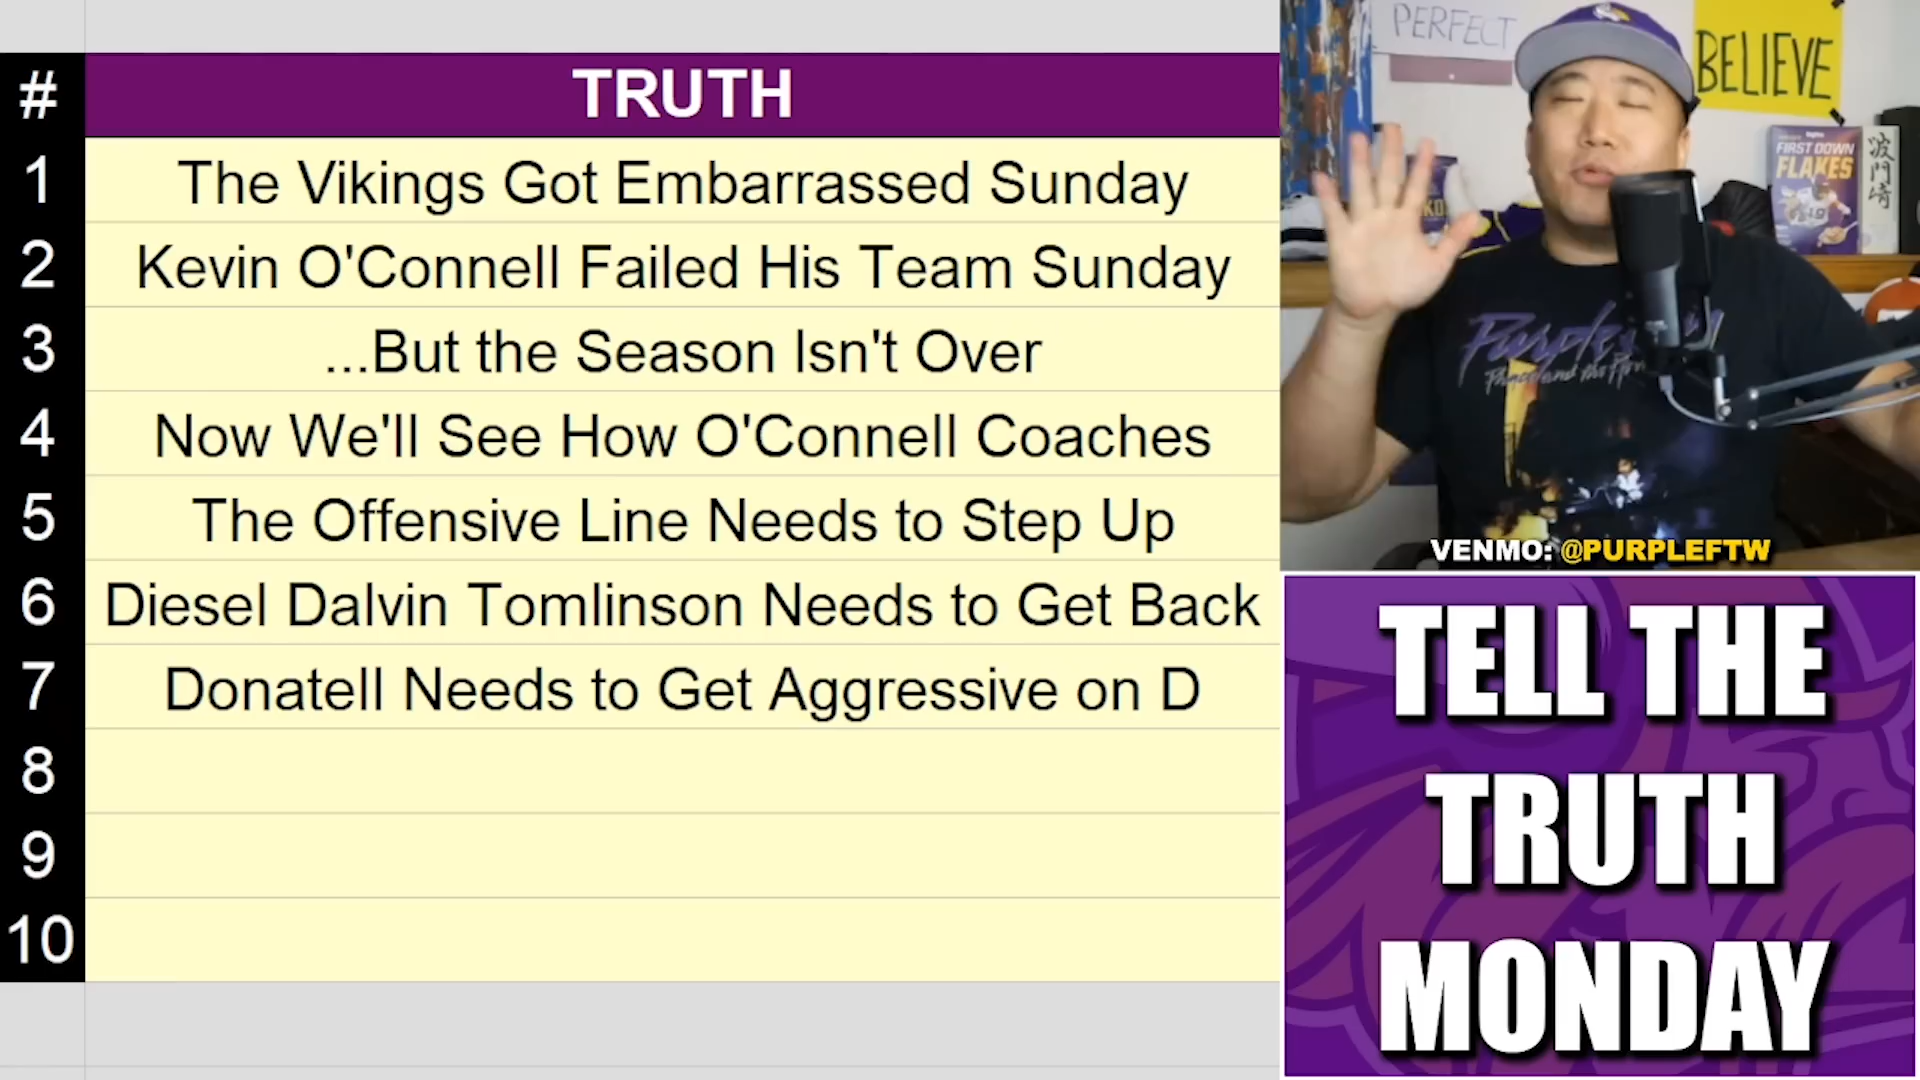 #
TRUTH
1
The Vikings Got Embarrassed Sunday
2
Kevin O'Connell Failed His Team Sunday
3
...But the Season Isn't Over
4
Now We'll See How O'Connell Coaches
5
The Offensive Line Needs to Step Up
6
Diesel Dalvin Tomlinson Needs to Get Back
7
Donatell Needs to Get Aggressive on D
8
9
10
PERFECT
BELIEVE
FIRST DOWN
FLAKES
Purple
VENMO: @PURPLEFTW
TELL THE
TRUTH
MONDAY